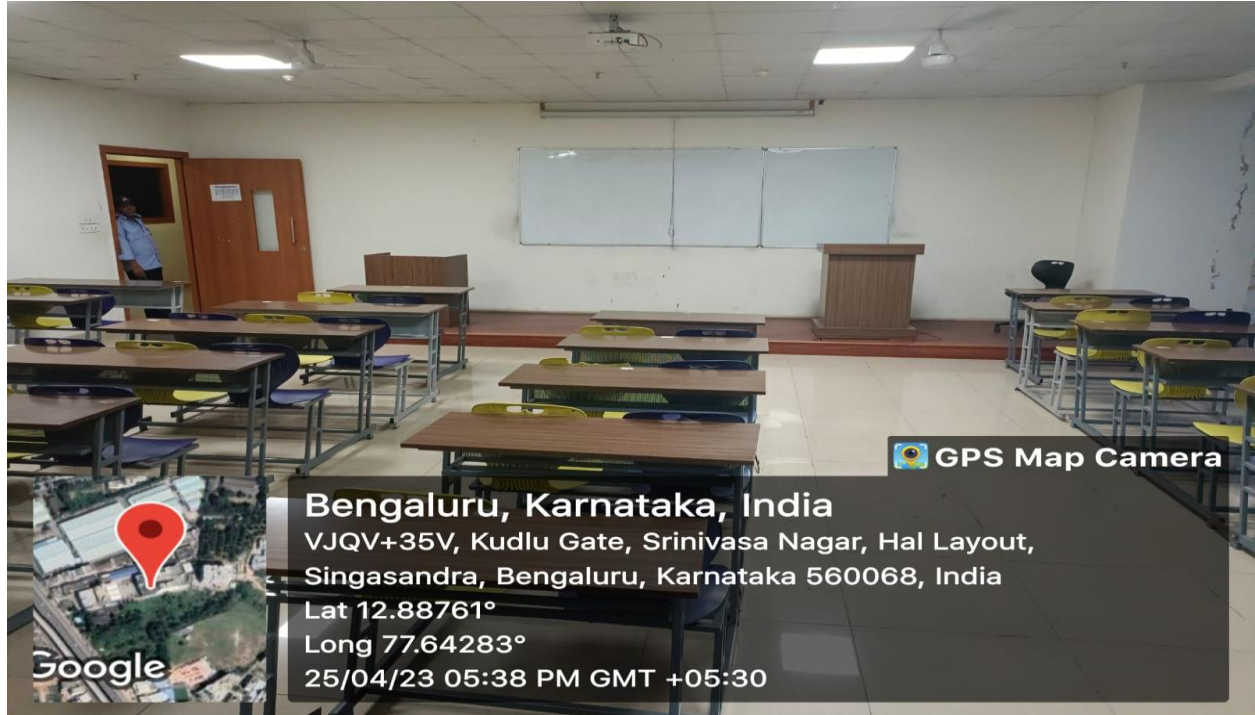 GPS Map Camera
Bengaluru, Karnataka, India
VJQV+35V, Kudlu Gate, Srinivasa Nagar, Hal Layout,
Singasandra, Bengaluru, Karnataka 560068, India
Lat 12.88761°
Long 77.64283°
25/04/23 05:38 PM GMT +05:30
Google